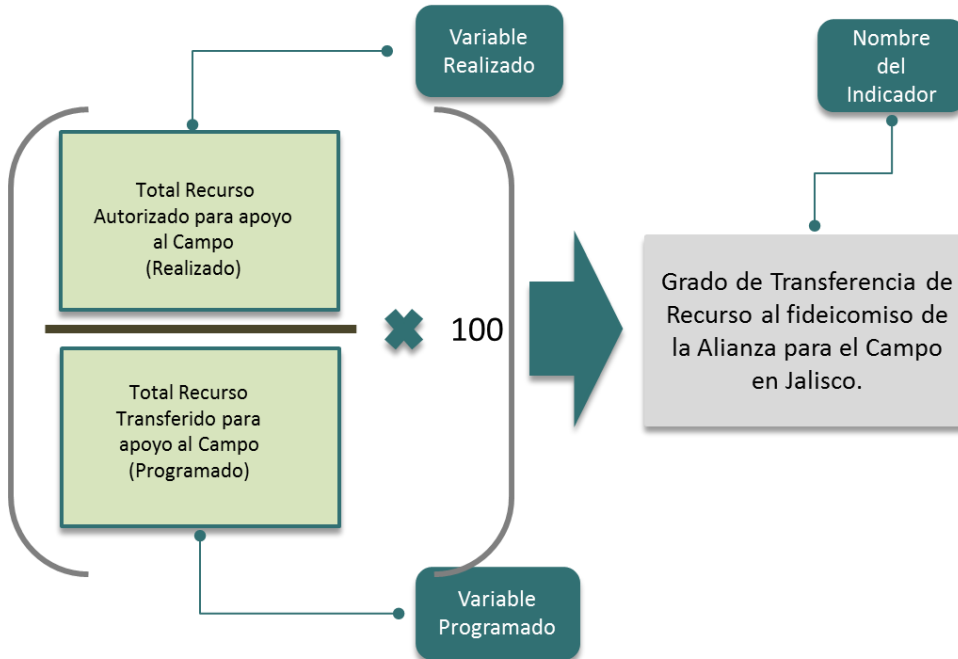 Variable
Realizado
Nombre
del
Indicador
Total Recurso
Autorizado para apoyo
al Campo
(Realizado)
100
Grado de Transferencia de
Recurso al fideicomiso de
la Alianza para el Campo
en Jalisco.
Total Recurso
Transferido para
apoyo al Campo
(Programado)
Variable
Programado